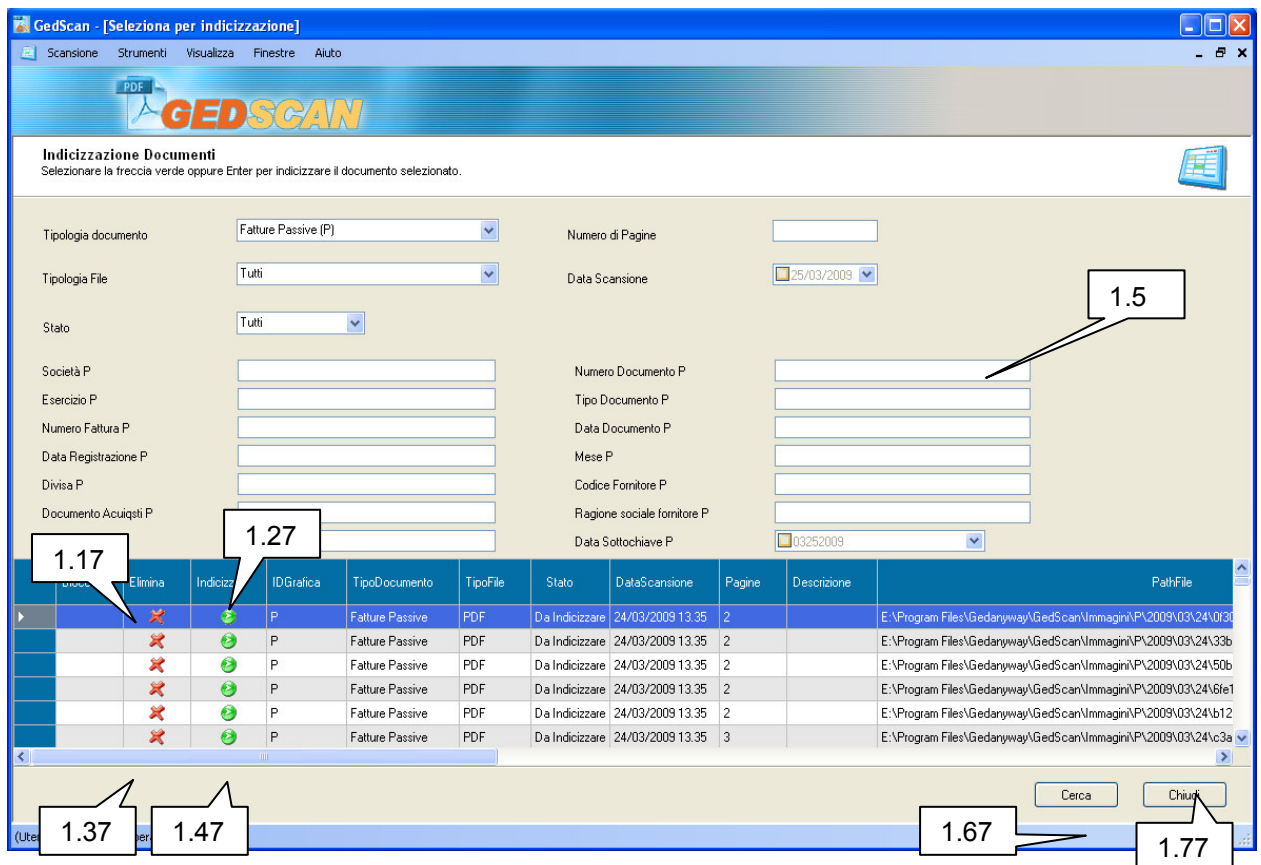 GedScan - [Seleziona per indicizzazione]
Scansione Strumenti Visualizza Finestre Aiuto
PDF
GEDSCAN
Indicizzazione Documenti
Selezionare la freccia verde oppure Enter per indicizzare il documento selezionato.
Tipologia documento Fatture Passive (P) Numero di Pagine
Tipologia File Tutti Data Scansione 25/03/2009
1.5
Stato Tutti
Società P Numero Documento P
Esercizio P Tipo Documento P
Numero Fattura P Data Documento P
Data Registrazione P Mese P
Divisa P Codice Fornitore P
Documento Acuiqsti P Ragione sociale fornitore P
1.27
1.17
Data Sottochiave P 03252009
Elimina IDGrafica TipoDocumento TipoFile Stato DataScansione Pagine Descrizione PathFile
P Fatture Passive PDF Da Indicizzare 24/03/2009 13.35 2 E:\Program Files\Gedanyway\GedScan\Immagini\P\2009\03\24\0f30
P Fatture Passive PDF Da Indicizzare 24/03/2009 13.35 2 E:\Program Files\Gedanyway\GedScan\Immagini\P\2009\03\24\33b
P Fatture Passive PDF Da Indicizzare 24/03/2009 13.35 2 E:\Program Files\Gedanyway\GedScan\Immagini\P\2009\03\24\50b
P Fatture Passive PDF Da Indicizzare 24/03/2009 13.35 2 E:\Program Files\Gedanyway\GedScan\Immagini\P\2009\03\24\6fe1
P Fatture Passive PDF Da Indicizzare 24/03/2009 13.35 2 E:\Program Files\Gedanyway\GedScan\Immagini\P\2009\03\24\b12
P Fatture Passive PDF Da Indicizzare 24/03/2009 13.35 3 E:\Program Files\Gedanyway\GedScan\Immagini\P\2009\03\24\c3a
Cerca Chiudi
1.37 1.47 1.67 1.77